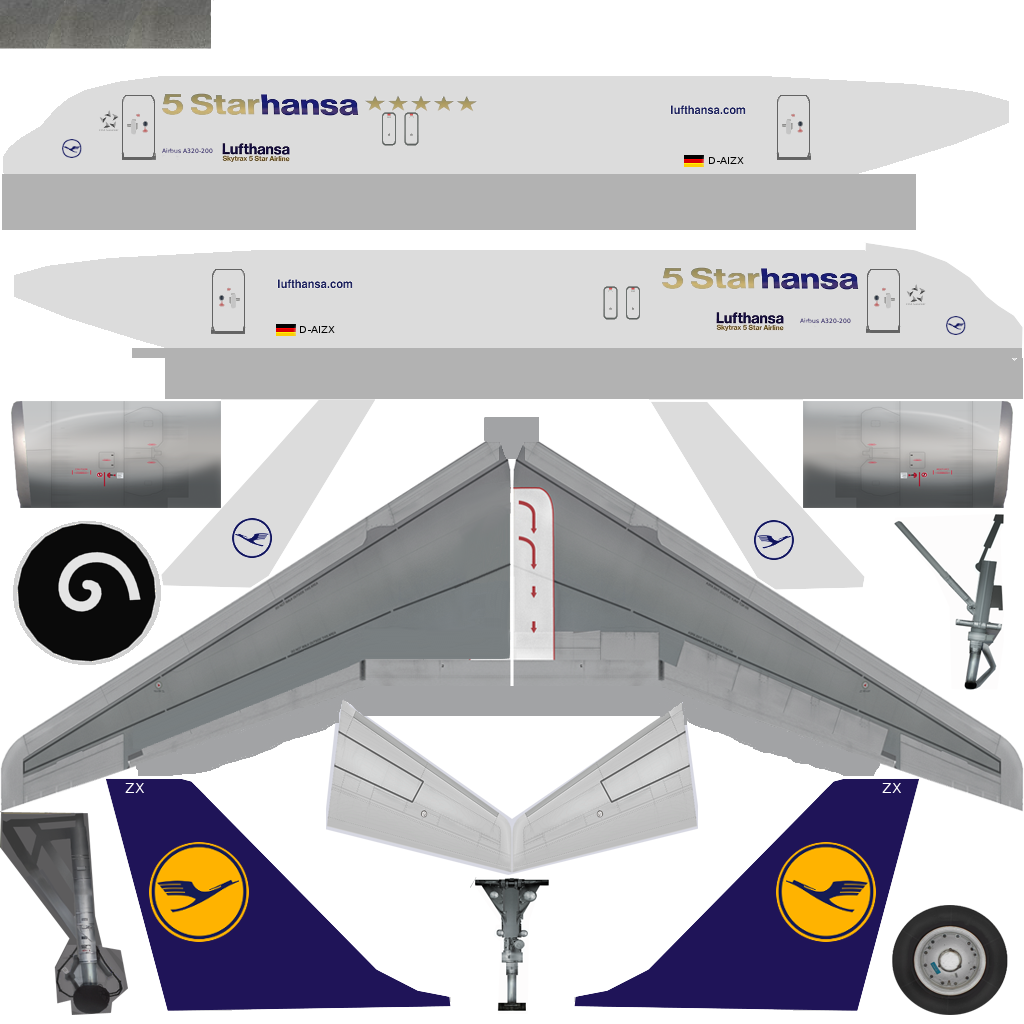 5 Starhansa
lufthansa.com
Airbus A320-200
Lufthansa
Skytrax 5 Star Airline
D-AIZX
5 Starhansa
lufthansa.com
Lufthansa
Skytrax 5 Star Airline
Airbus A320-200
D-AIZX
ZX
ZX